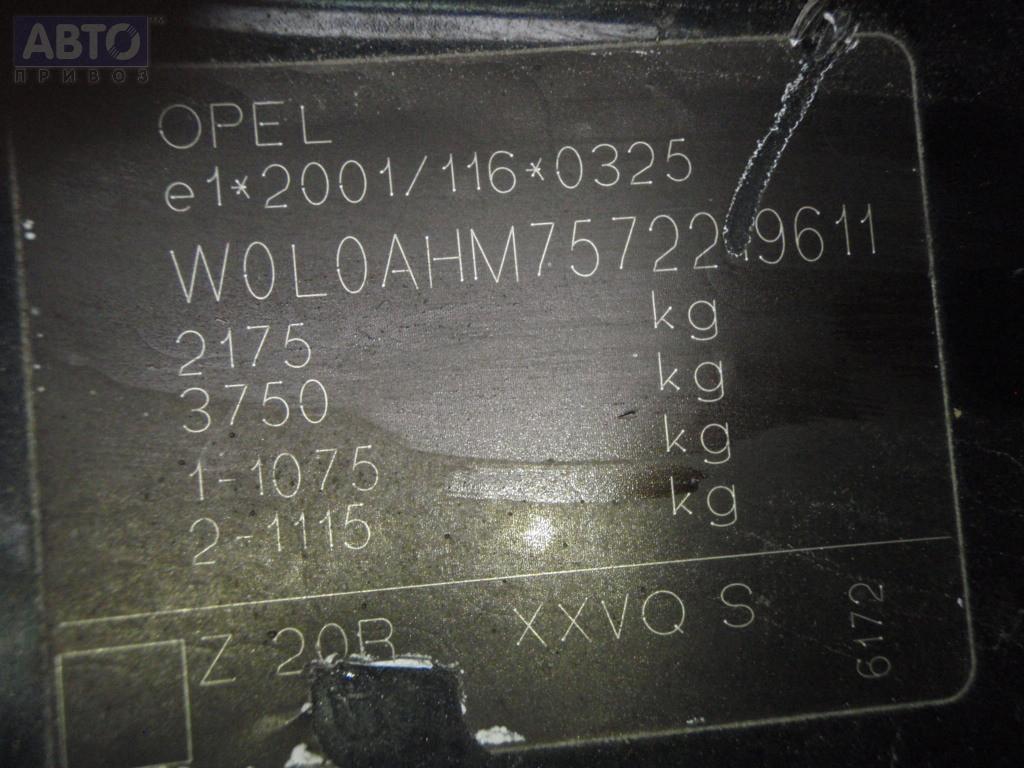 АВТО
ПРИВОЗ
OPEL
e1*2001/116*0325
2175 kg
3750 kg
1-1075 kg
2-1115 kg
Z 20R XXVQ S
6172